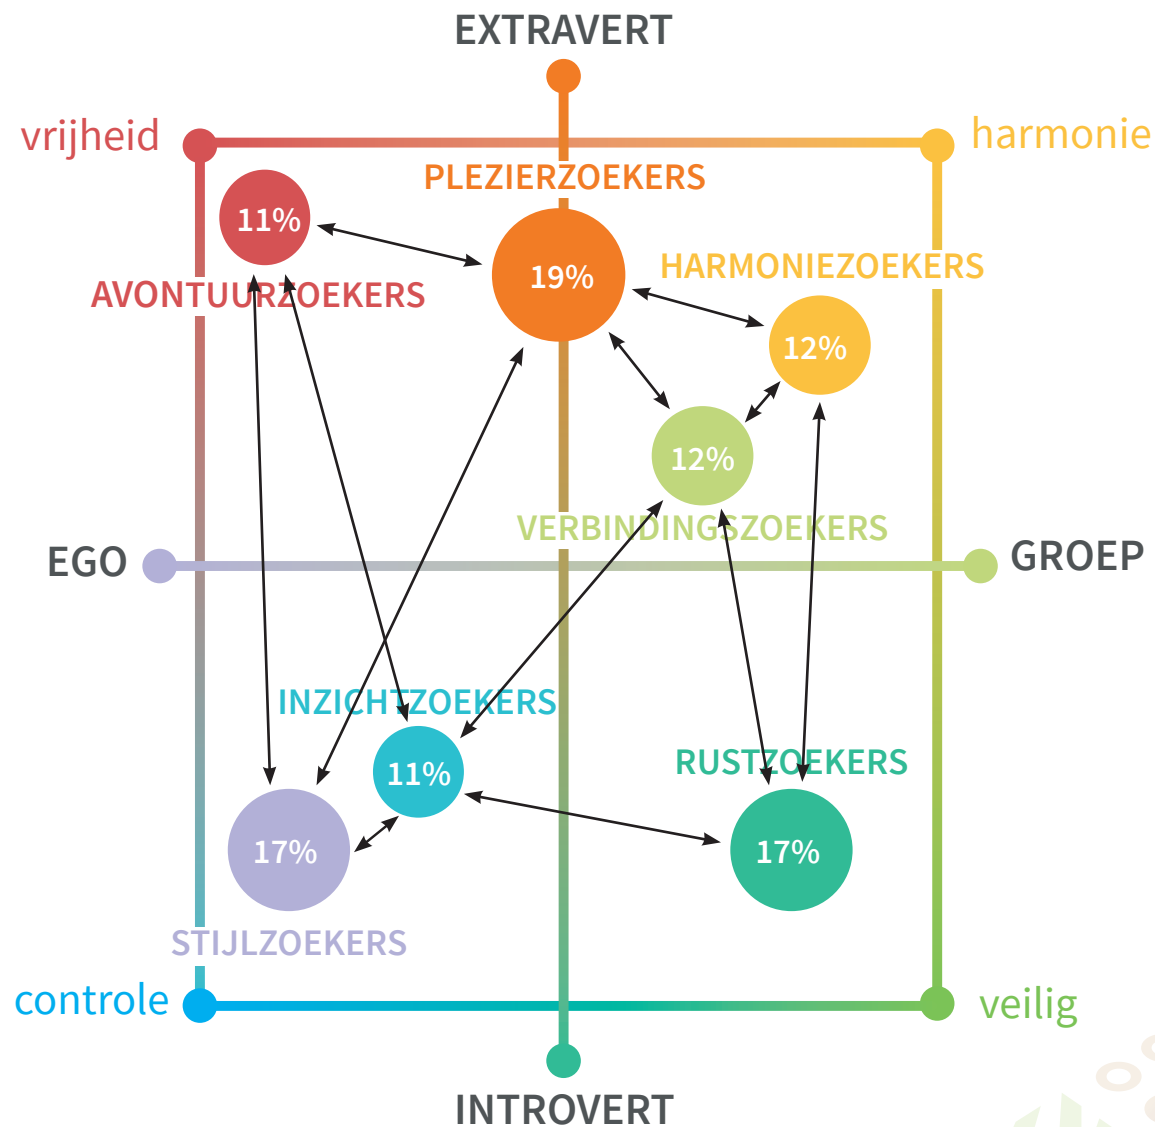 EXTRAVERT
vrijheid
harmonie
PLEZIERZOEKERS
11%
HARMONIEZOEKERS
19%
AVONTUURZOEKERS
12%
12%
VERBINDINGSZOEKERS
EGO
GROEP
INZICHTZOEKERS
RUSTZOEKERS
11%
17%
17%
STIJLZOEKERS
controle
veilig
INTROVERT